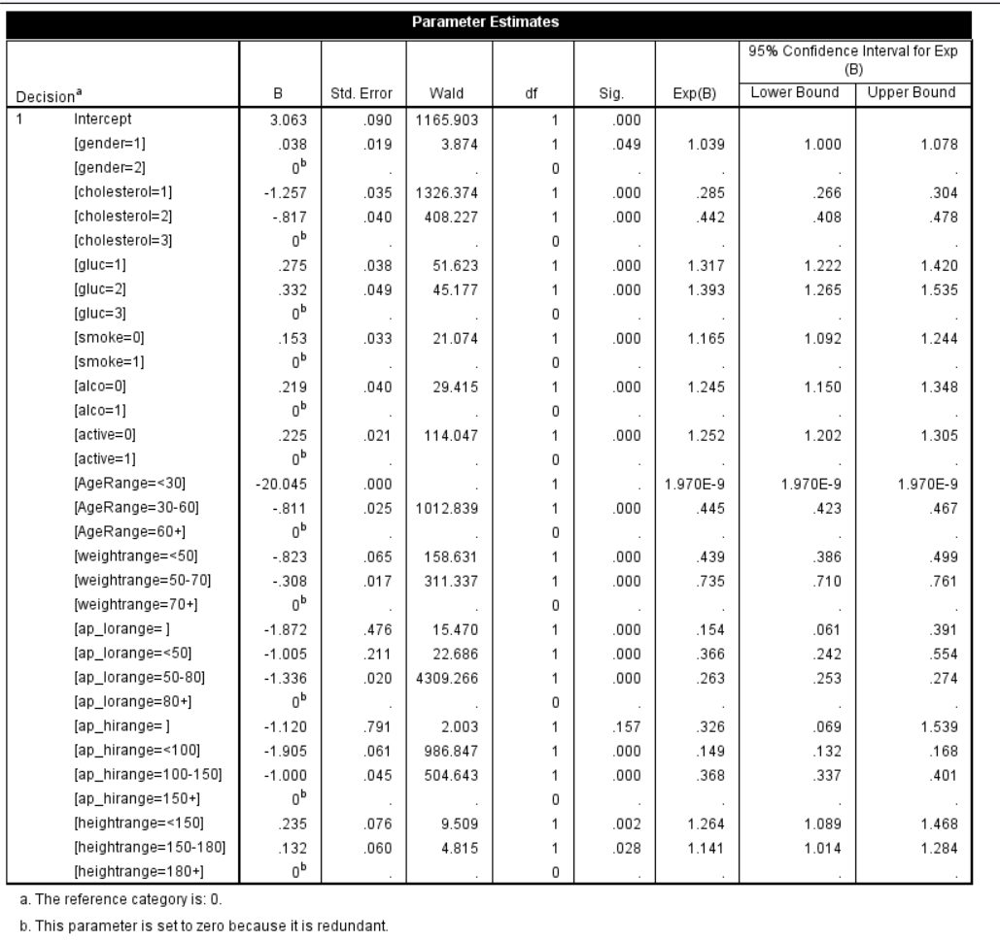 Parameter Estimates
95% Confidence Interval for Exp
(B)
Decisionᵃ B Std. Error Wald df Sig. Exp(B) Lower Bound Upper Bound
1 Intercept 3.063 .090 1165.903 1 .000
[gender=1] .038 .019 3.874 1 .049 1.039 1.000 1.078
[gender=2] 0ᵇ . . 0 . . . .
[cholesterol=1] -1.257 .035 1326.374 1 .000 .285 .266 .304
[cholesterol=2] -.817 .040 408.227 1 .000 .442 .408 .478
[cholesterol=3] 0ᵇ . . 0 . . . .
[gluc=1] .275 .038 51.623 1 .000 1.317 1.222 1.420
[gluc=2] .332 .049 45.177 1 .000 1.393 1.265 1.535
[gluc=3] 0ᵇ . . 0 . . . .
[smoke=0] .153 .033 21.074 1 .000 1.165 1.092 1.244
[smoke=1] 0ᵇ . . 0 . . . .
[alco=0] .219 .040 29.415 1 .000 1.245 1.150 1.348
[alco=1] 0ᵇ . . 0 . . . .
[active=0] .225 .021 114.047 1 .000 1.252 1.202 1.305
[active=1] 0ᵇ . . 0 . . . .
[AgeRange=<30] -20.045 .000 . 1 . 1.970E-9 1.970E-9 1.970E-9
[AgeRange=30-60] -.811 .025 1012.839 1 .000 .445 .423 .467
[AgeRange=60+] 0ᵇ . . 0 . . . .
[weightrange=<50] -.823 .065 158.631 1 .000 .439 .386 .499
[weightrange=50-70] -.308 .017 311.337 1 .000 .735 .710 .761
[weightrange=70+] 0ᵇ . . 0 . . . .
[ap_lorange= ] -1.872 .476 15.470 1 .000 .154 .061 .391
[ap_lorange=<50] -1.005 .211 22.686 1 .000 .366 .242 .554
[ap_lorange=50-80] -1.336 .020 4309.266 1 .000 .263 .253 .274
[ap_lorange=80+] 0ᵇ . . 0 . . . .
[ap_hirange= ] -1.120 .791 2.003 1 .157 .326 .069 1.539
[ap_hirange=<100] -1.905 .061 986.847 1 .000 .149 .132 .168
[ap_hirange=100-150] -1.000 .045 504.643 1 .000 .368 .337 .401
[ap_hirange=150+] 0ᵇ . . 0 . . . .
[heightrange=<150] .235 .076 9.509 1 .002 1.264 1.089 1.468
[heightrange=150-180] .132 .060 4.815 1 .028 1.141 1.014 1.284
[heightrange=180+] 0ᵇ . . 0 . . . .
a. The reference category is: 0.
b. This parameter is set to zero because it is redundant.